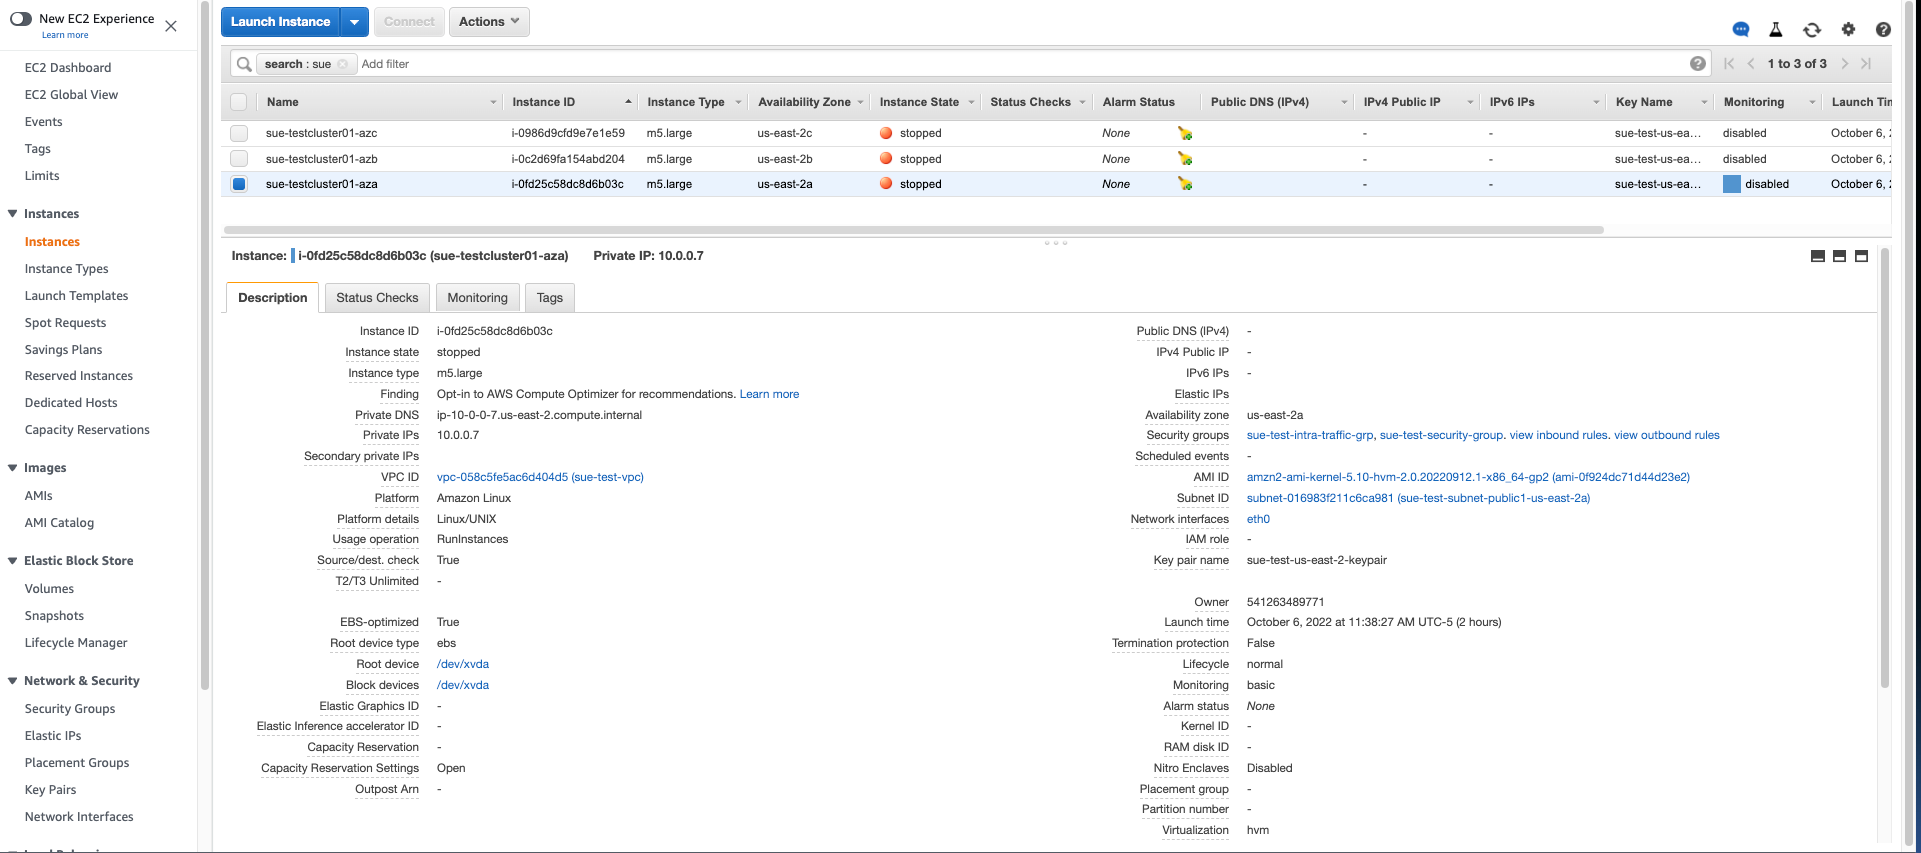 New EC2 Experience
Learn more
EC2 Dashboard
EC2 Global View
Events
Tags
Limits
Instances
Instances
Instance Types
Launch Templates
Spot Requests
Savings Plans
Reserved Instances
Dedicated Hosts
Capacity Reservations
Images
AMIs
AMI Catalog
Elastic Block Store
Volumes
Snapshots
Lifecycle Manager
Network & Security
Security Groups
Elastic IPs
Placement Groups
Key Pairs
Network Interfaces
Launch Instance Connect Actions
search : sue Add filter 1 to 3 of 3
Name Instance ID Instance Type Availability Zone Instance State Status Checks Alarm Status Public DNS (IPv4) IPv4 Public IP IPv6 IPs Key Name Monitoring Launch Tin
sue-testcluster01-azc i-0986d9cfd9e7e1e59 m5.large us-east-2c stopped None - - sue-test-us-ea... disabled October 6, 2
sue-testcluster01-azb i-0c2d69fa154abd204 m5.large us-east-2b stopped None - - sue-test-us-ea... disabled October 6, 2
sue-testcluster01-aza i-0fd25c58dc8d6b03c m5.large us-east-2a stopped None - - sue-test-us-ea... disabled October 6, 2
Instance: i-0fd25c58dc8d6b03c (sue-testcluster01-aza) Private IP: 10.0.0.7
Description Status Checks Monitoring Tags
Instance ID i-0fd25c58dc8d6b03c
Instance state stopped
Instance type m5.large
Finding Opt-in to AWS Compute Optimizer for recommendations. Learn more
Private DNS ip-10-0-0-7.us-east-2.compute.internal
Private IPs 10.0.0.7
Secondary private IPs
VPC ID vpc-058c5fe5ac6d404d5 (sue-test-vpc)
Platform Amazon Linux
Platform details Linux/UNIX
Usage operation RunInstances
Source/dest. check True
T2/T3 Unlimited -
EBS-optimized True
Root device type ebs
Root device /dev/xvda
Block devices /dev/xvda
Elastic Graphics ID -
Elastic Inference accelerator ID -
Capacity Reservation -
Capacity Reservation Settings Open
Outpost Arn -
Public DNS (IPv4) -
IPv4 Public IP -
IPv6 IPs -
Elastic IPs
Availability zone us-east-2a
Security groups sue-test-intra-traffic-grp, sue-test-security-group. view inbound rules. view outbound rules
Scheduled events -
AMI ID amzn2-ami-kernel-5.10-hvm-2.0.20220912.1-x86_64-gp2 (ami-0f924dc71d44d23e2)
Subnet ID subnet-016983f211c6ca981 (sue-test-subnet-public1-us-east-2a)
Network interfaces eth0
IAM role -
Key pair name sue-test-us-east-2-keypair
Owner 541263489771
Launch time October 6, 2022 at 11:38:27 AM UTC-5 (2 hours)
Termination protection False
Lifecycle normal
Monitoring basic
Alarm status None
Kernel ID -
RAM disk ID -
Nitro Enclaves Disabled
Placement group -
Partition number -
Virtualization hvm